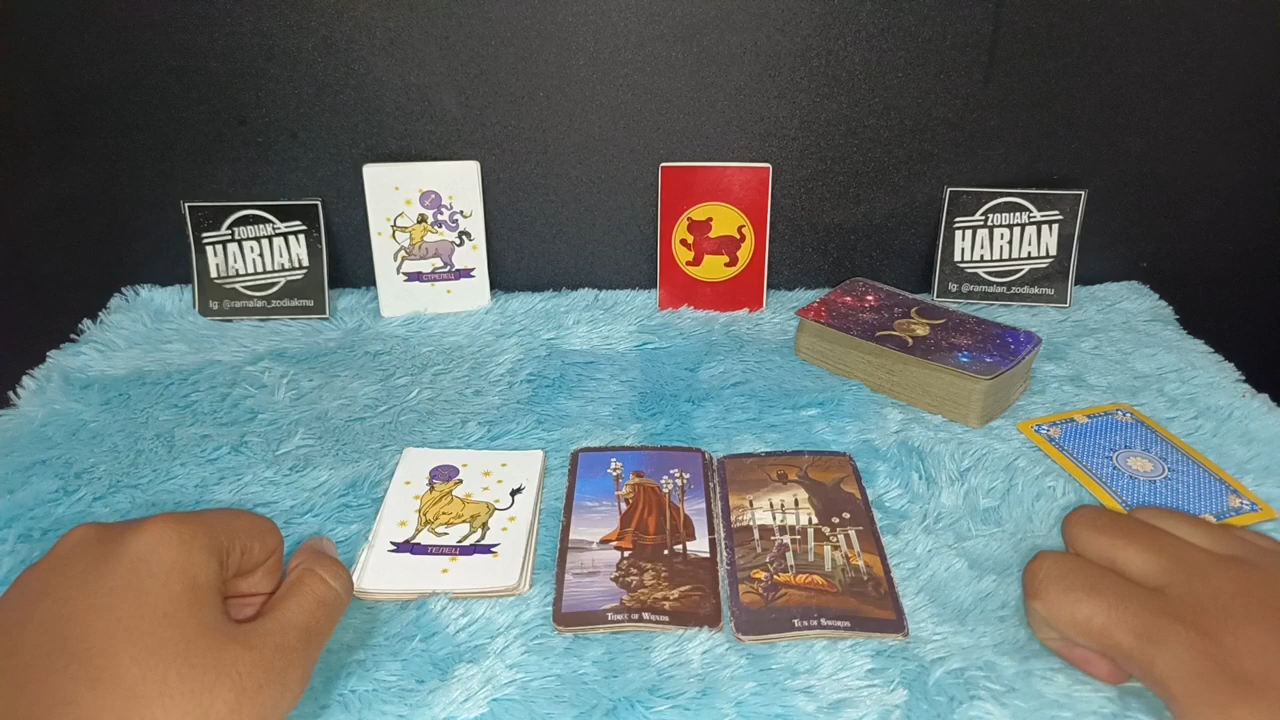 ZODIAK
HARIAN
Ig: @ramalan_zodiakmu
СТРЕЛЕЦ
ZODIAK
HARIAN
Ig: @ramalan_zodiakmu
ТЕЛЕЦ
THREE OF WANDS
TEN OF SWORDS